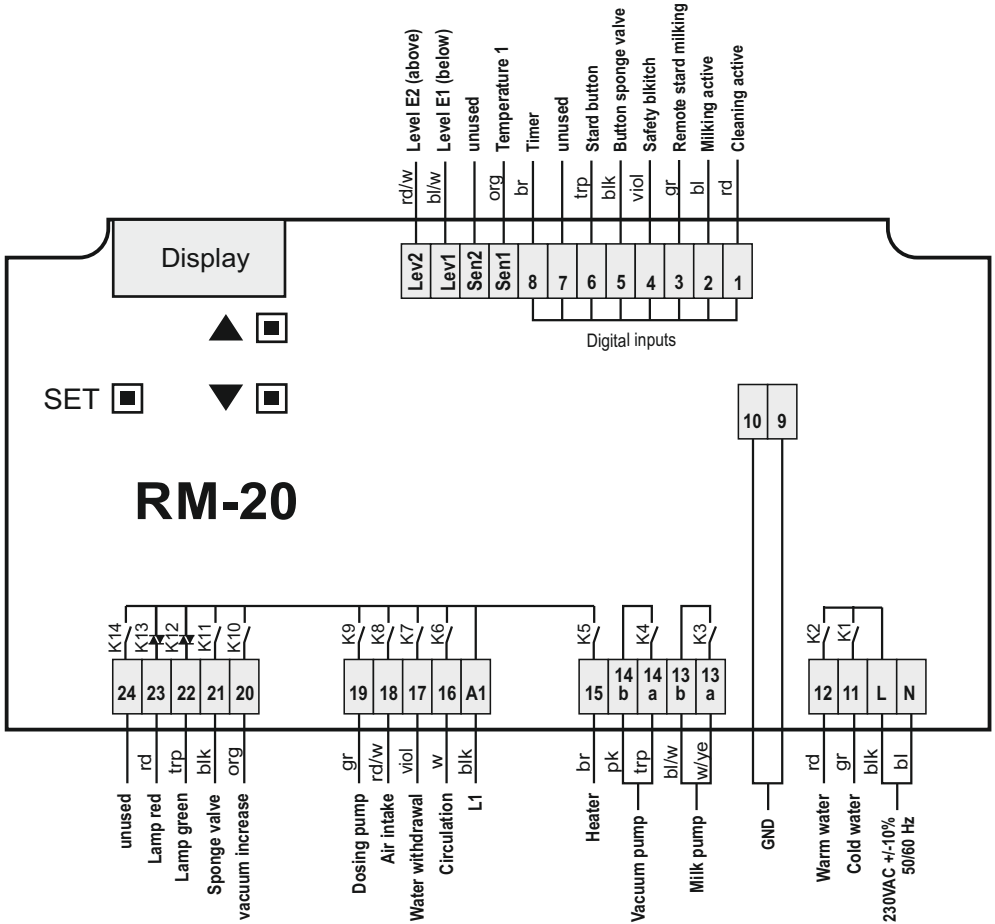 Level E2 (above)
Level E1 (below)
unused
Temperature 1
Timer
unused
Stard button
Button sponge valve
Safety blkitch
Remote stard milking
Milking active
Cleaning active
rd/w
bl/w
org
br
trp
blk
viol
gr
bl
rd
Display
Lev2 Lev1 Sen2 Sen1 8 7 6 5 4 3 2 1
Digital inputs
SET
10 9
RM-20
K14 K13 K12 K11 K10 K9 K8 K7 K6 K5 K4 K3 K2 K1
24 23 22 21 20 19 18 17 16 A1 15 14 b 14 a 13 b 13 a 12 11 L N
rd
trp
blk
org
gr
rd/w
viol
w
blk
br
pk
trp
bl/w
w/ye
rd
gr
blk
bl
unused
Lamp red
Lamp green
Sponge valve
vacuum increase
Dosing pump
Air intake
Water withdrawal
Circulation
L1
Heater
Vacuum pump
Milk pump
GND
Warm water
Cold water
230VAC +/-10%
50/60 Hz